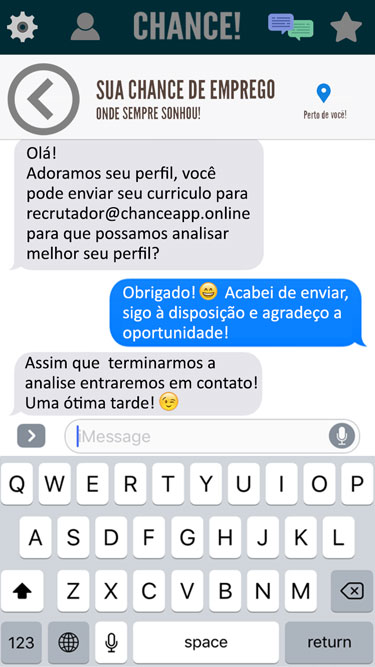 CHANCE!
SUA CHANCE DE EMPREGO
ONDE SEMPRE SONHOU!
Perto de você!
Olá!
Adoramos seu perfil, você
pode enviar seu curriculo para
recrutador@chanceapp.online
para que possamos analisar
melhor seu perfil?
Obrigado! 😄 Acabei de enviar,
sigo à disposição e agradeço a
oportunidade!
Assim que terminarmos a
analise entraremos em contato!
Uma ótima tarde! 😉
iMessage
Q W E R T Y U I O P
A S D F G H J K L
Z X C V B N M
123 space return